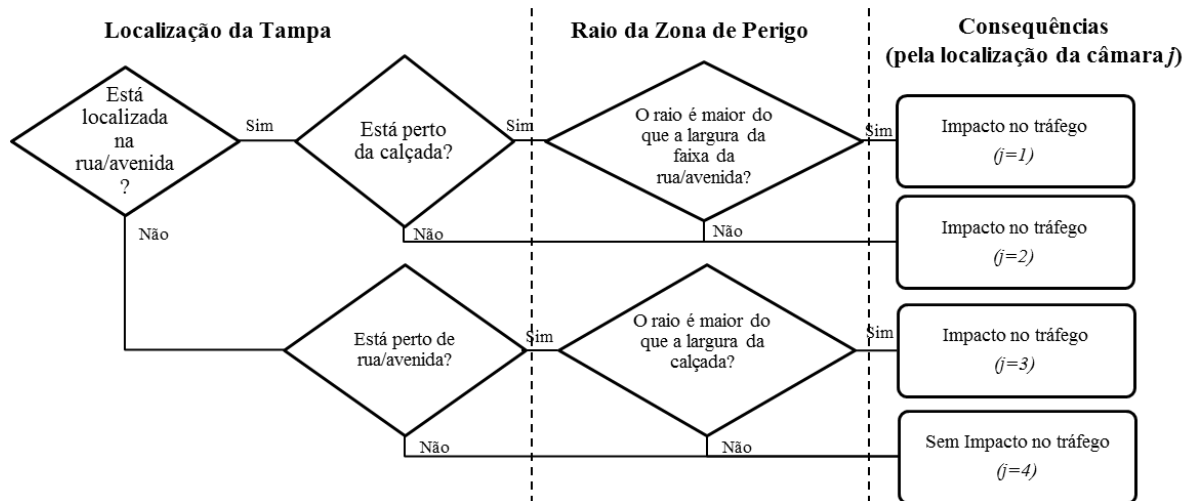 Localização da Tampa
Raio da Zona de Perigo
Consequências
(pela localização da câmara j)
Está
localizada
na
rua/avenida
?
Sim
Não
Está perto
da calçada?
Sim
Não
O raio é maior do
que a largura da
faixa da
rua/avenida?
Sim
Não
Impacto no tráfego
(j=1)
Impacto no tráfego
(j=2)
Está perto de
rua/avenida?
Sim
Não
O raio é maior do
que a largura da
calçada?
Sim
Não
Impacto no tráfego
(j=3)
Sem Impacto no tráfego
(j=4)